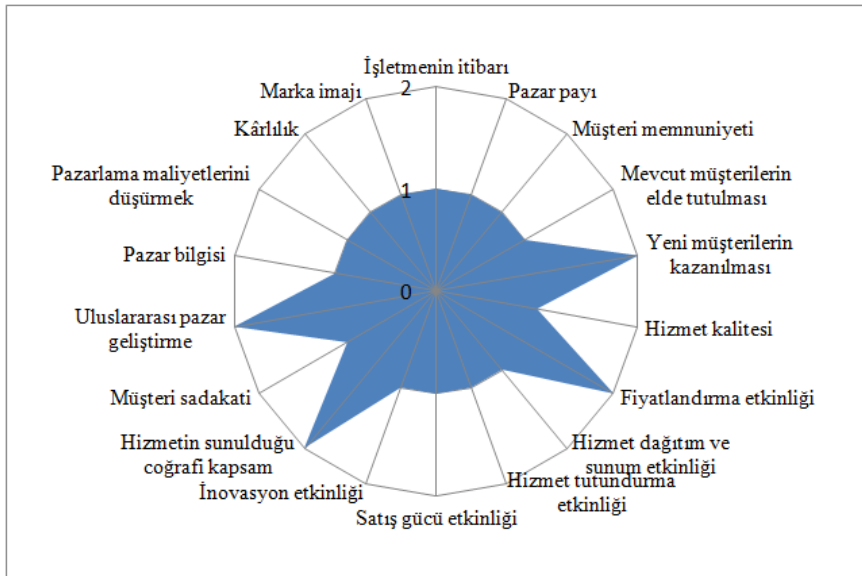 İşletmenin itibarı
Pazar payı
Müşteri memnuniyeti
Mevcut müşterilerin
elde tutulması
Yeni müşterilerin
kazanılması
Hizmet kalitesi
Fiyatlandırma etkinliği
Hizmet dağıtım ve
sunum etkinliği
Hizmet tutundurma
etkinliği
Satış gücü etkinliği
İnovasyon etkinliği
Hizmetin sunulduğu
coğrafi kapsam
Müşteri sadakati
Uluslararası pazar
geliştirme
Pazar bilgisi
Pazarlama maliyetlerini
düşürmek
Kârlılık
Marka imajı
2
1
0